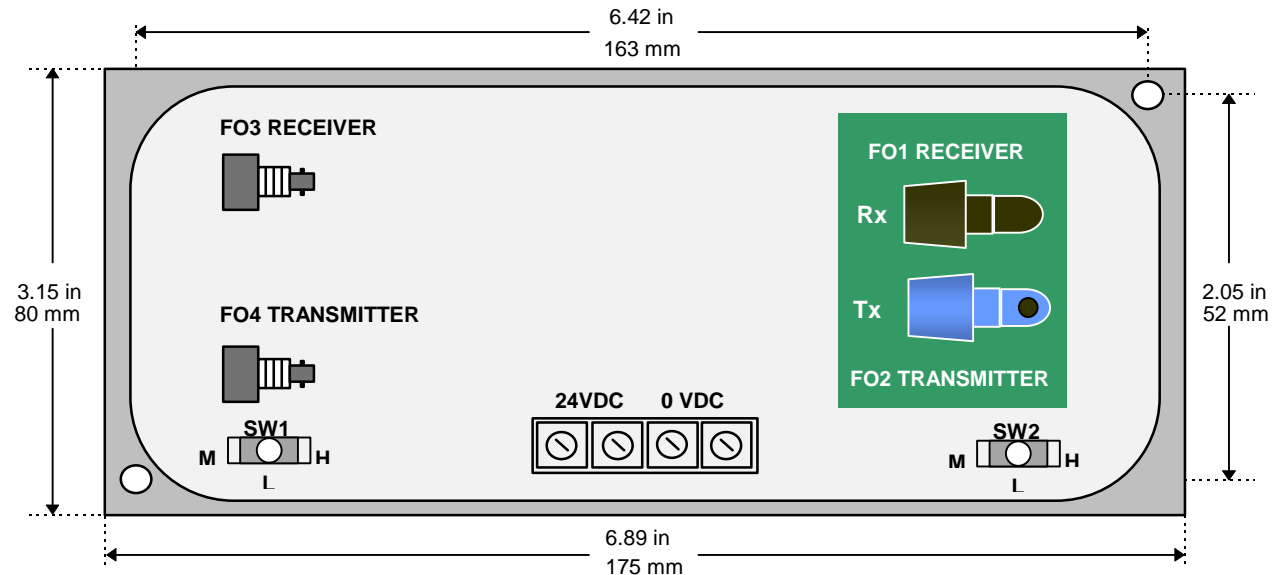 6.42 in
163 mm
FO3 RECEIVER
FO1 RECEIVER
Rx
3.15 in
80 mm
FO4 TRANSMITTER
Tx
2.05 in
52 mm
FO2 TRANSMITTER
24VDC 0 VDC
SW1
M H
L
SW2
M H
L
6.89 in
175 mm